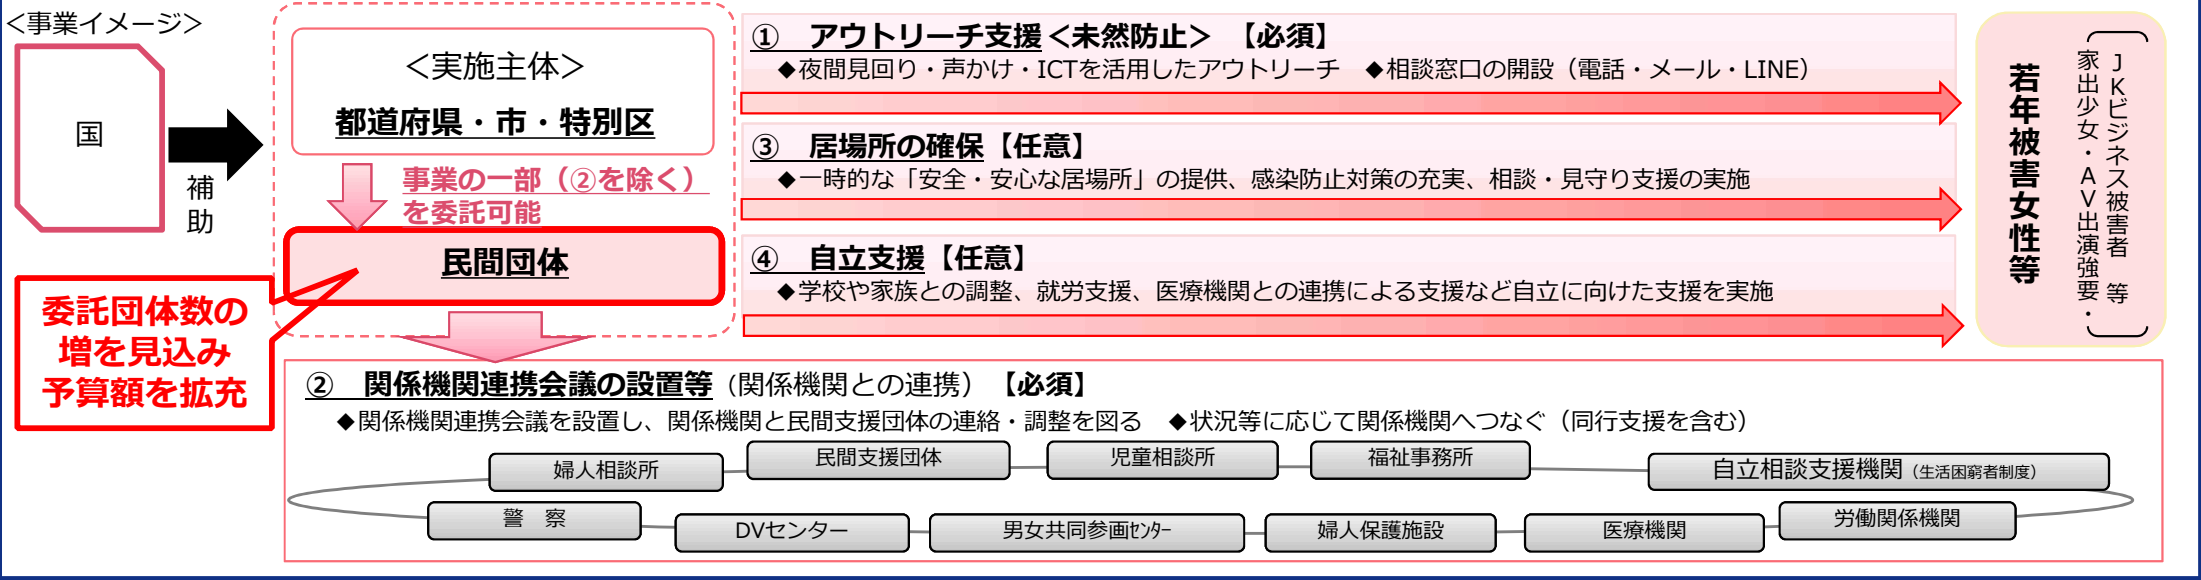 ＜事業イメージ＞
国
補助
＜実施主体＞
都道府県・市・特別区
事業の一部（②を除く）
を委託可能
民間団体
委託団体数の
増を見込み
予算額を拡充
①　アウトリーチ支援＜未然防止＞　【必須】
◆夜間見回り・声かけ・ICTを活用したアウトリーチ　◆相談窓口の開設（電話・メール・LINE）
③　居場所の確保【任意】
◆一時的な「安全・安心な居場所」の提供、感染防止対策の充実、相談・見守り支援の実施
④　自立支援【任意】
◆学校や家族との調整、就労支援、医療機関との連携による支援など自立に向けた支援を実施
若年被害女性等
ＪＫビジネス被害者　等
家出少女・ＡＶ出演強要・
②　関係機関連携会議の設置等（関係機関との連携）　【必須】
◆関係機関連携会議を設置し、関係機関と民間支援団体の連絡・調整を図る　◆状況等に応じて関係機関へつなぐ（同行支援を含む）
婦人相談所
民間支援団体
児童相談所
福祉事務所
自立相談支援機関（生活困窮者制度）
警　察
DVセンター
男女共同参画ｾﾝﾀｰ
婦人保護施設
医療機関
労働関係機関